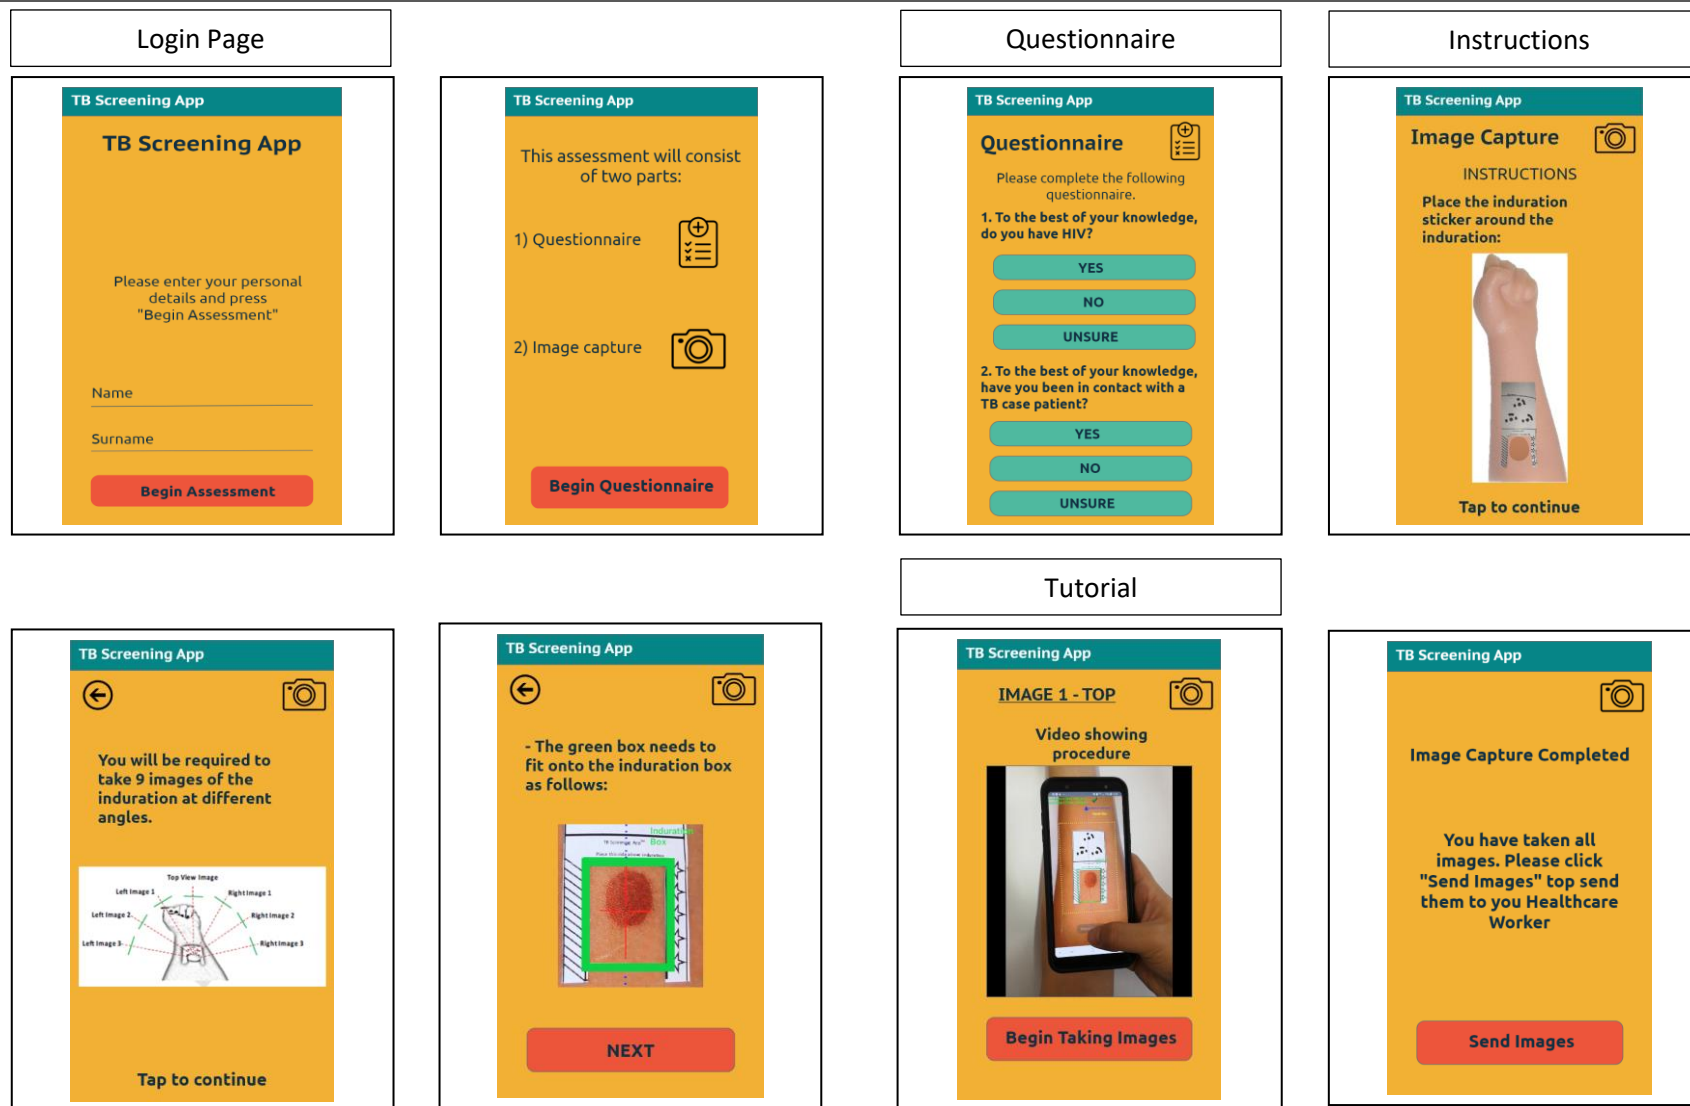 Login Page
Questionnaire
Instructions
TB Screening App
TB Screening App
Please enter your personal
details and press
"Begin Assessment"
Name
Surname
Begin Assessment
TB Screening App
This assessment will consist
of two parts:
1) Questionnaire
2) Image capture
Begin Questionnaire
TB Screening App
Questionnaire
Please complete the following
questionnaire.
1. To the best of your knowledge,
do you have HIV?
YES
NO
UNSURE
2. To the best of your knowledge,
have you been in contact with a
TB case patient?
YES
NO
UNSURE
TB Screening App
Image Capture
INSTRUCTIONS
Place the induration
sticker around the
induration:
Tap to continue
Tutorial
TB Screening App
You will be required to
take 9 images of the
induration at different
angles.
Top View Image
Left Image 1
Right Image 1
Left Image 2
Right Image 2
Left Image 3
Right Image 3
Tap to continue
TB Screening App
- The green box needs to
fit onto the induration box
as follows:
Induration
Box
TB Screening App
NEXT
TB Screening App
IMAGE 1 - TOP
Video showing
procedure
Begin Taking Images
TB Screening App
Image Capture Completed
You have taken all
images. Please click
"Send Images" top send
them to you Healthcare
Worker
Send Images